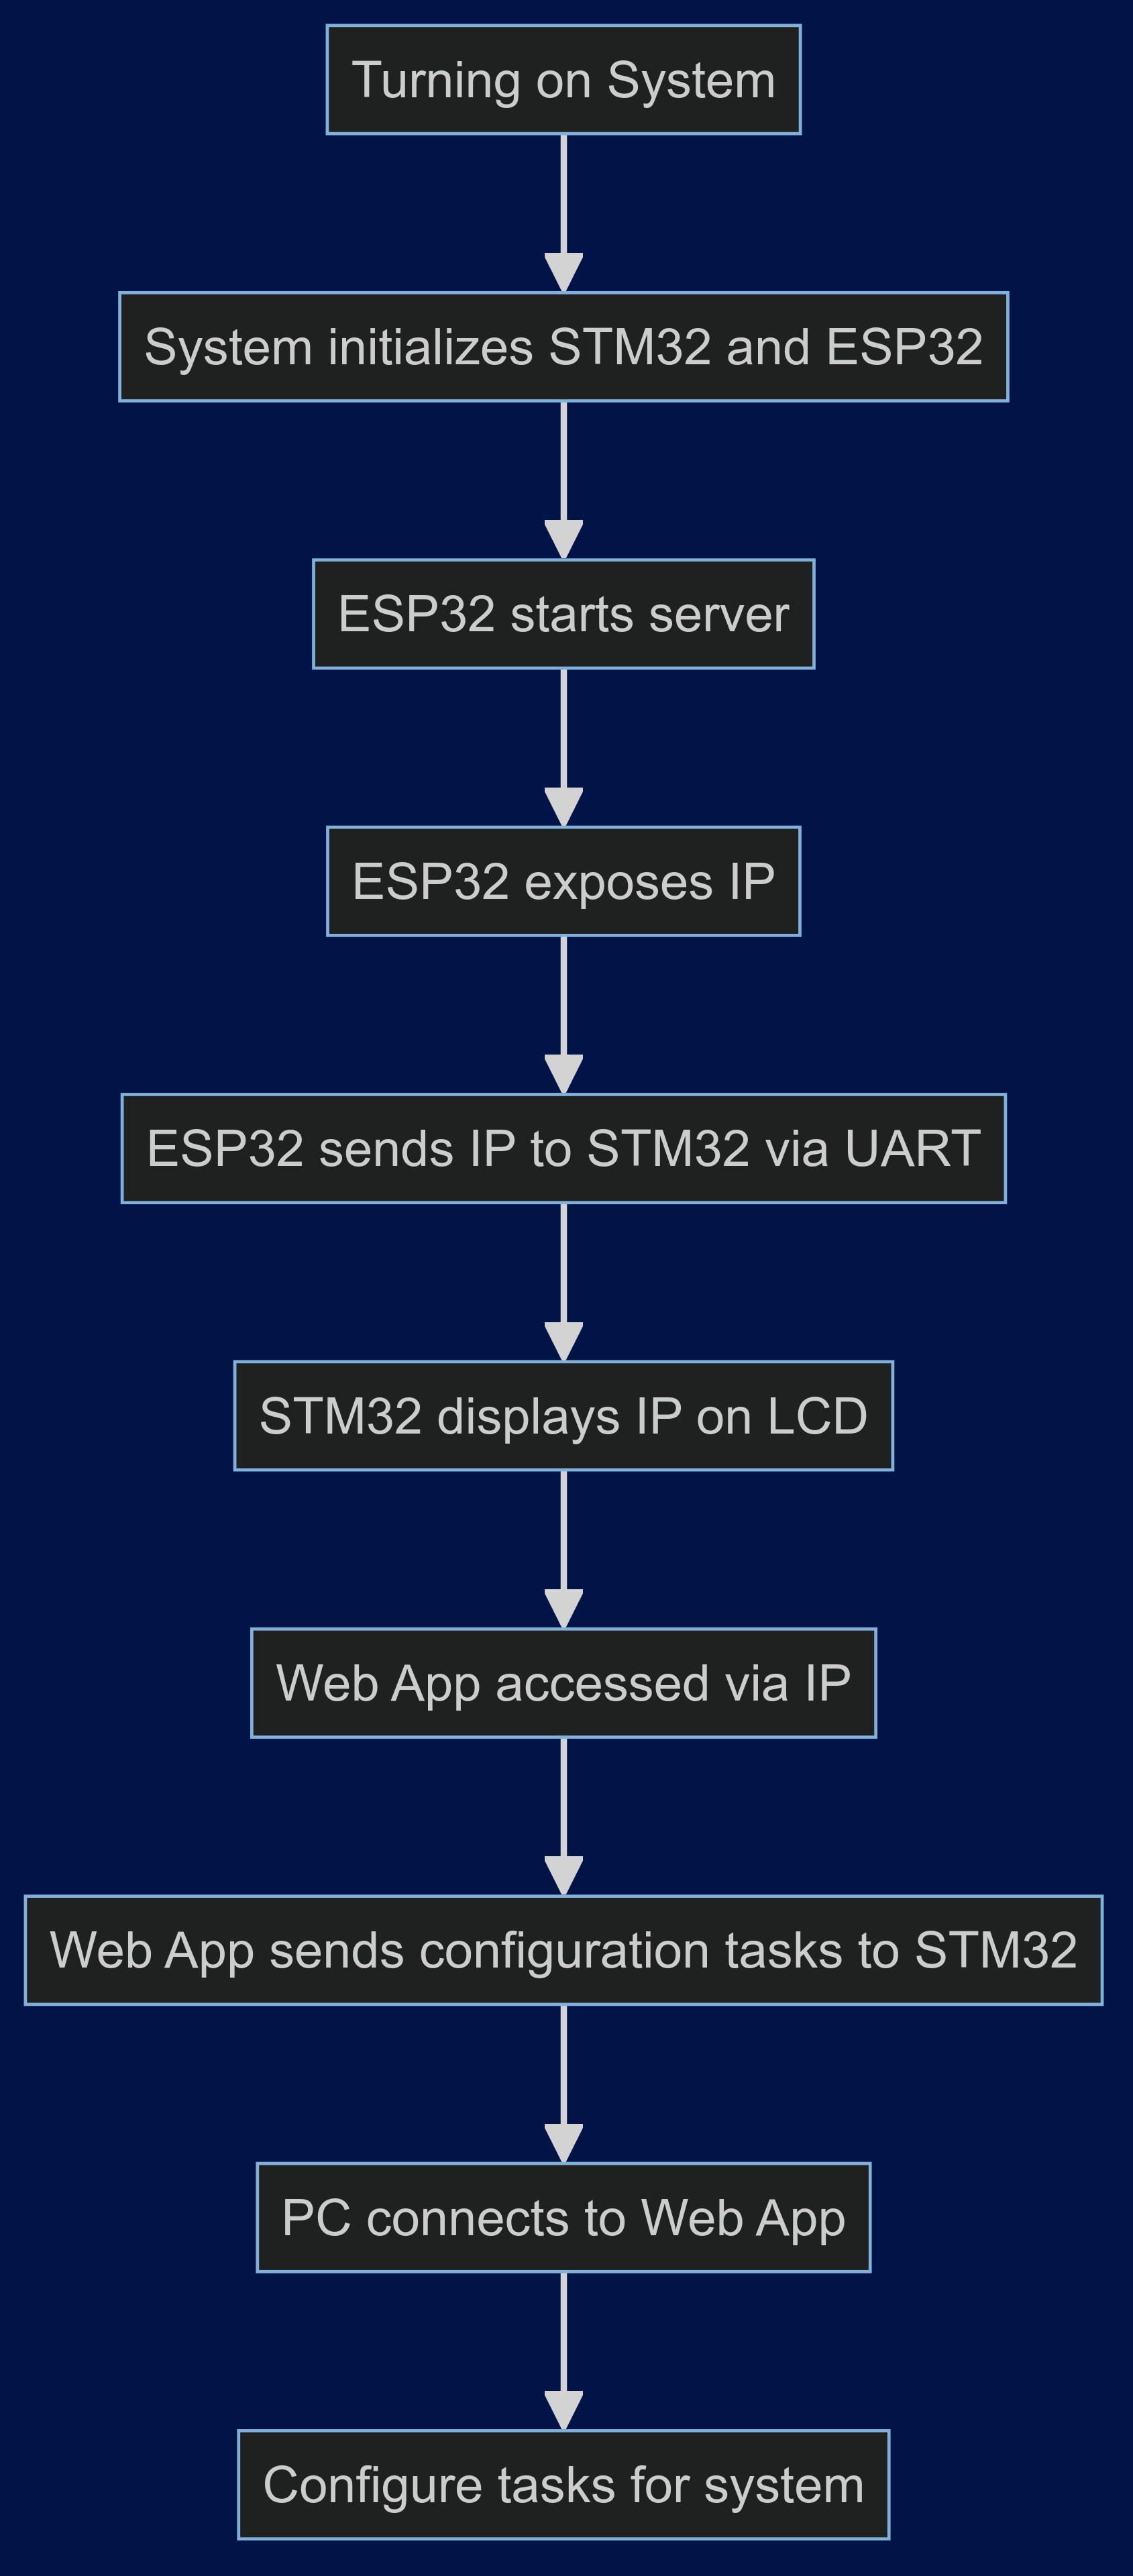 Turning on System
System initializes STM32 and ESP32
ESP32 starts server
ESP32 exposes IP
ESP32 sends IP to STM32 via UART
STM32 displays IP on LCD
Web App accessed via IP
Web App sends configuration tasks to STM32
PC connects to Web App
Configure tasks for system